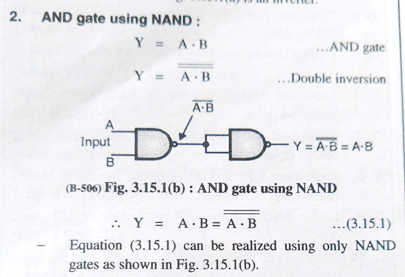 2. AND gate using NAND :
Y = A · B ...AND gate
Y = A̿ ̿·̿ ̿B̿ ...Double inversion
A̅·̅B̅
A
Input
B
Y = A̅·̅B̅ = A·B
(B-506) Fig. 3.15.1(b) : AND gate using NAND
∴ Y = A · B = A̿ ̿·̿ ̿B̿ ...(3.15.1)
– Equation (3.15.1) can be realized using only NAND
gates as shown in Fig. 3.15.1(b).